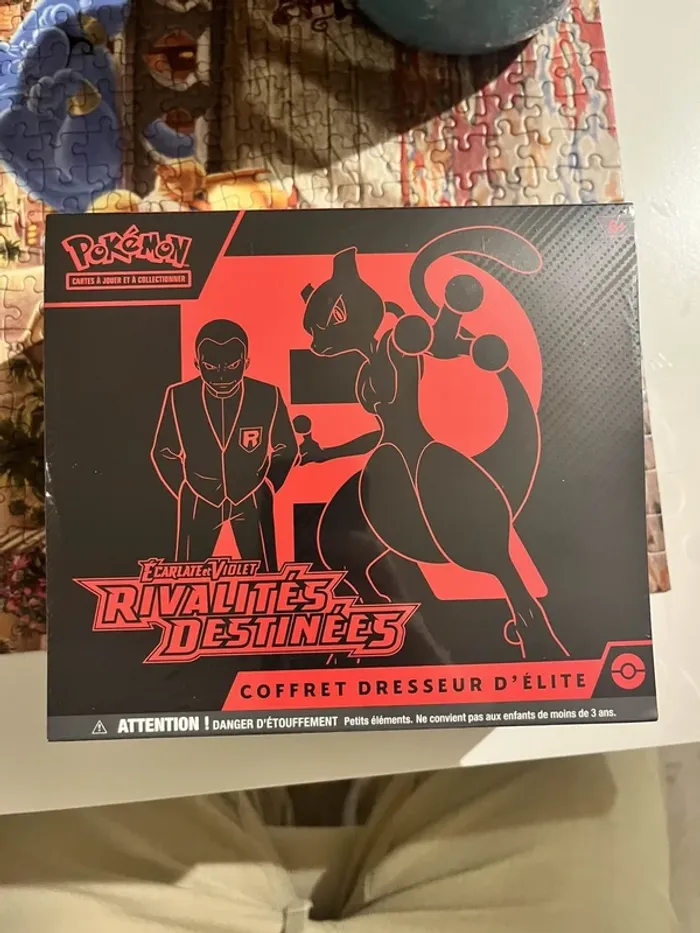 POKÉMON
CARTES À JOUER ET À COLLECTIONNER
6+
R
ÉCARLATE et VIOLET
RIVALITÉS
DESTINÉES
COFFRET DRESSEUR D'ÉLITE
ATTENTION ! DANGER D'ÉTOUFFEMENT Petits éléments. Ne convient pas aux enfants de moins de 3 ans.